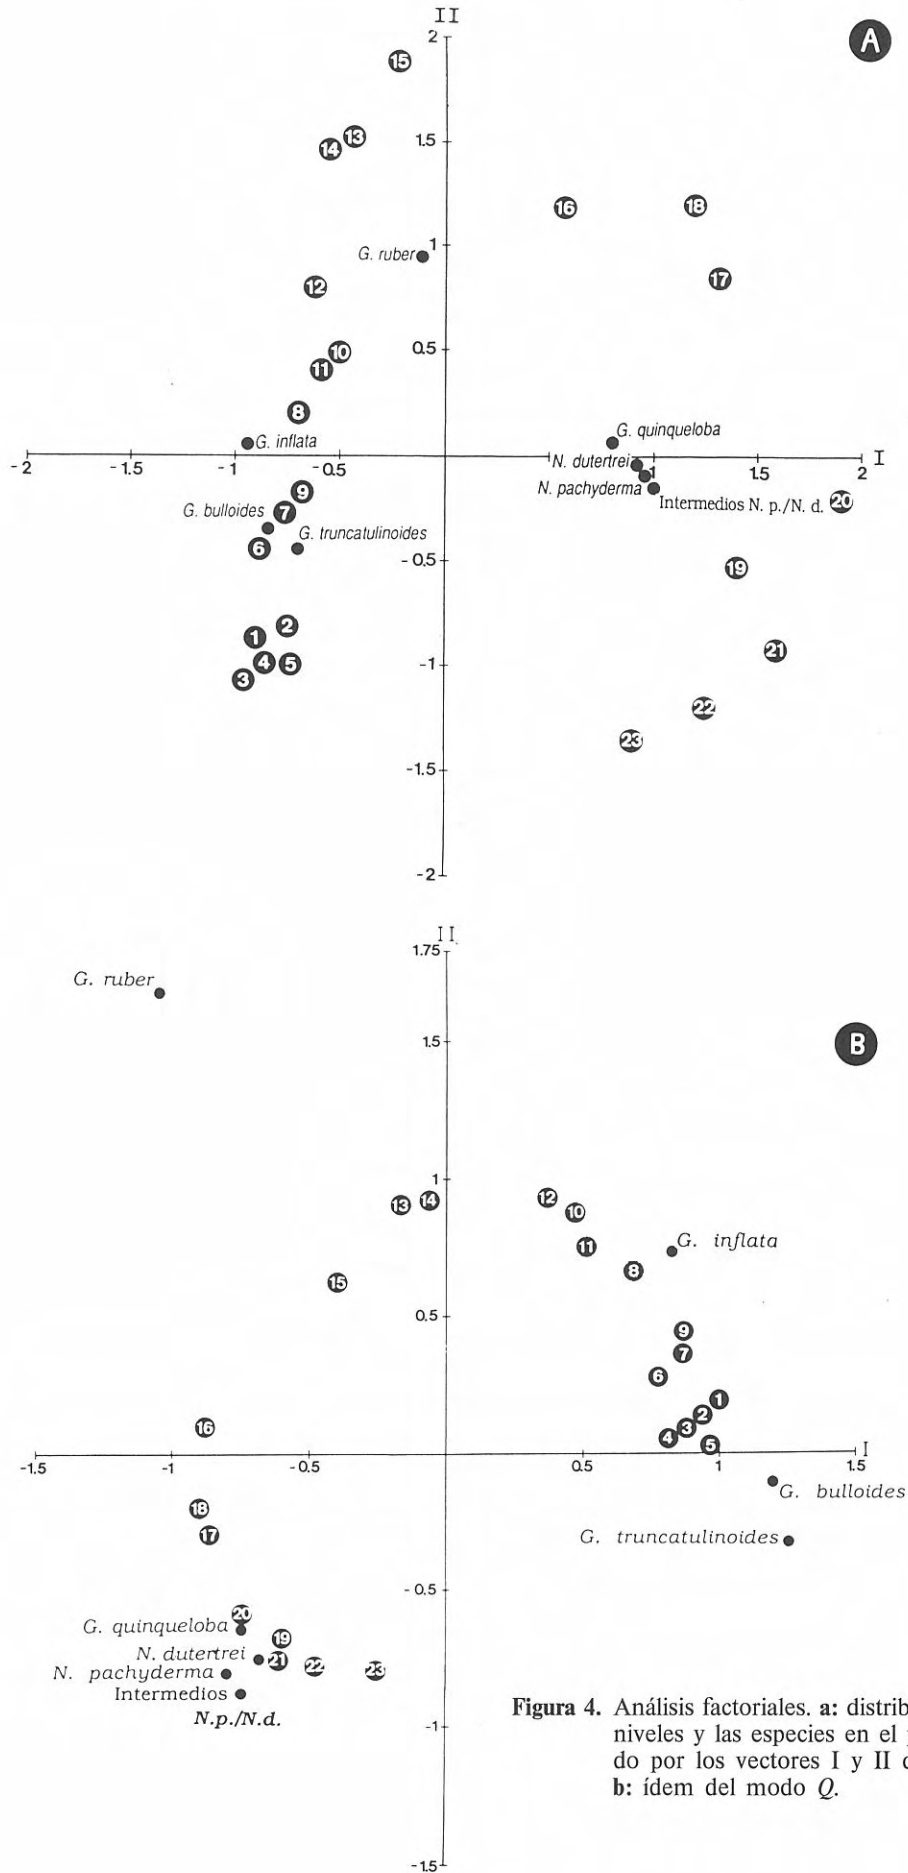 II
A
2
15
13
14
1.5
16
18
G. ruber
1
17
12
10
0.5
11
8
G. inflata
G. quinqueloba
-2
-1.5
-1
-0.5
N. dutertrei
1
1.5
2
I
N. pachyderma
Intermedios N. p./N. d.
20
9
G. bulloides
7
G. truncatulinoides
6
-0.5
19
1
2
4
5
3
-1
21
22
23
-1.5
-2
II
1.75
G. ruber
1.5
B
1
13
14
12
10
11
G. inflata
8
15
0.5
9
7
6
1
2
3
4
5
16
-1.5
-1
-0.5
0.5
1
1.5
I
18
17
G. bulloides
G. truncatulinoides
-0.5
20
G. quinqueloba
19
N. dutertrei
21
22
23
N. pachyderma
Intermedios
N.p./N.d.
-1
-1.5
Figura 4. Análisis factoriales. a: distrib
niveles y las especies en el
do por los vectores I y II
b: ídem del modo Q.